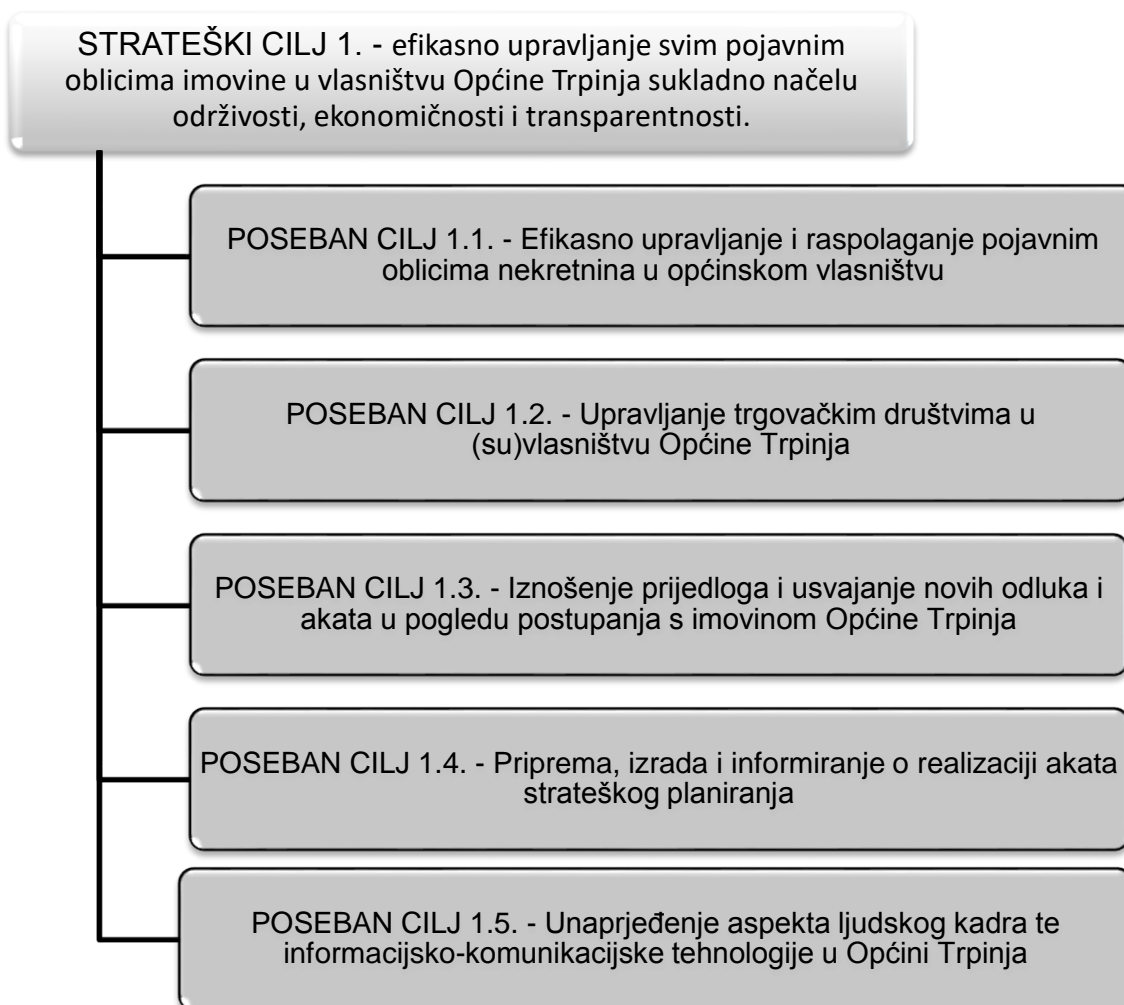 STRATEŠKI CILJ 1. - efikasno upravljanje svim pojavnim
oblicima imovine u vlasništvu Općine Trpinja sukladno načelu
održivosti, ekonomičnosti i transparentnosti.
POSEBAN CILJ 1.1. - Efikasno upravljanje i raspolaganje pojavnim
oblicima nekretnina u općinskom vlasništvu
POSEBAN CILJ 1.2. - Upravljanje trgovačkim društvima u
(su)vlasništvu Općine Trpinja
POSEBAN CILJ 1.3. - Iznošenje prijedloga i usvajanje novih odluka i
akata u pogledu postupanja s imovinom Općine Trpinja
POSEBAN CILJ 1.4. - Priprema, izrada i informiranje o realizaciji akata
strateškog planiranja
POSEBAN CILJ 1.5. - Unaprjeđenje aspekta ljudskog kadra te
informacijsko-komunikacijske tehnologije u Općini Trpinja